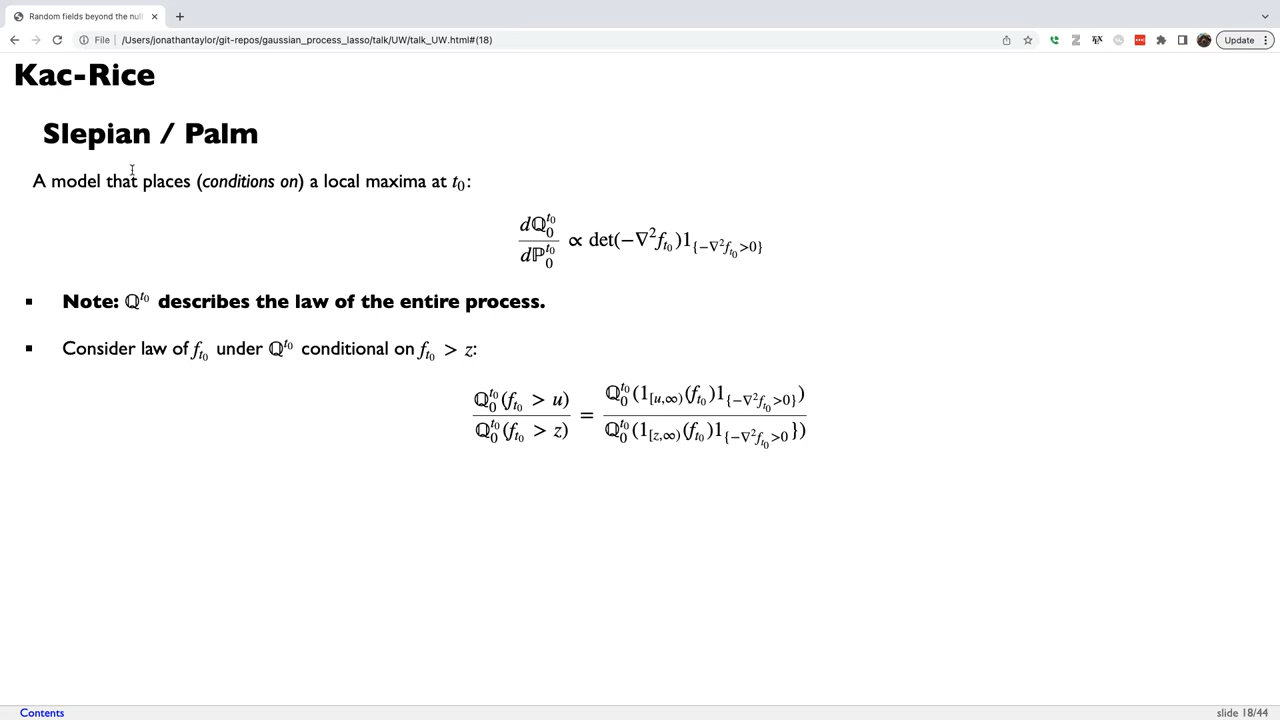 Random fields beyond the nul
File /Users/jonathantaylor/git-repos/gaussian_process_lasso/talk/UW/talk_UW.html#(18)
Update
Kac-Rice
Slepian / Palm
A model that places (conditions on) a local maxima at t₀:
dℚ₀^{t₀} / dℙ₀^{t₀} ∝ det(−∇²f_{t₀})1_{{−∇²f_{t₀}>0}}
▪ Note: ℚ^{t₀} describes the law of the entire process.
▪ Consider law of f_{t₀} under ℚ^{t₀} conditional on f_{t₀} > z:
ℚ₀^{t₀}(f_{t₀} > u) / ℚ₀^{t₀}(f_{t₀} > z) = ℚ₀^{t₀}(1_{[u,∞)}(f_{t₀})1_{{−∇²f_{t₀}>0}}) / ℚ₀^{t₀}(1_{[z,∞)}(f_{t₀})1_{{−∇²f_{t₀}>0}})
Contents
slide 18/44